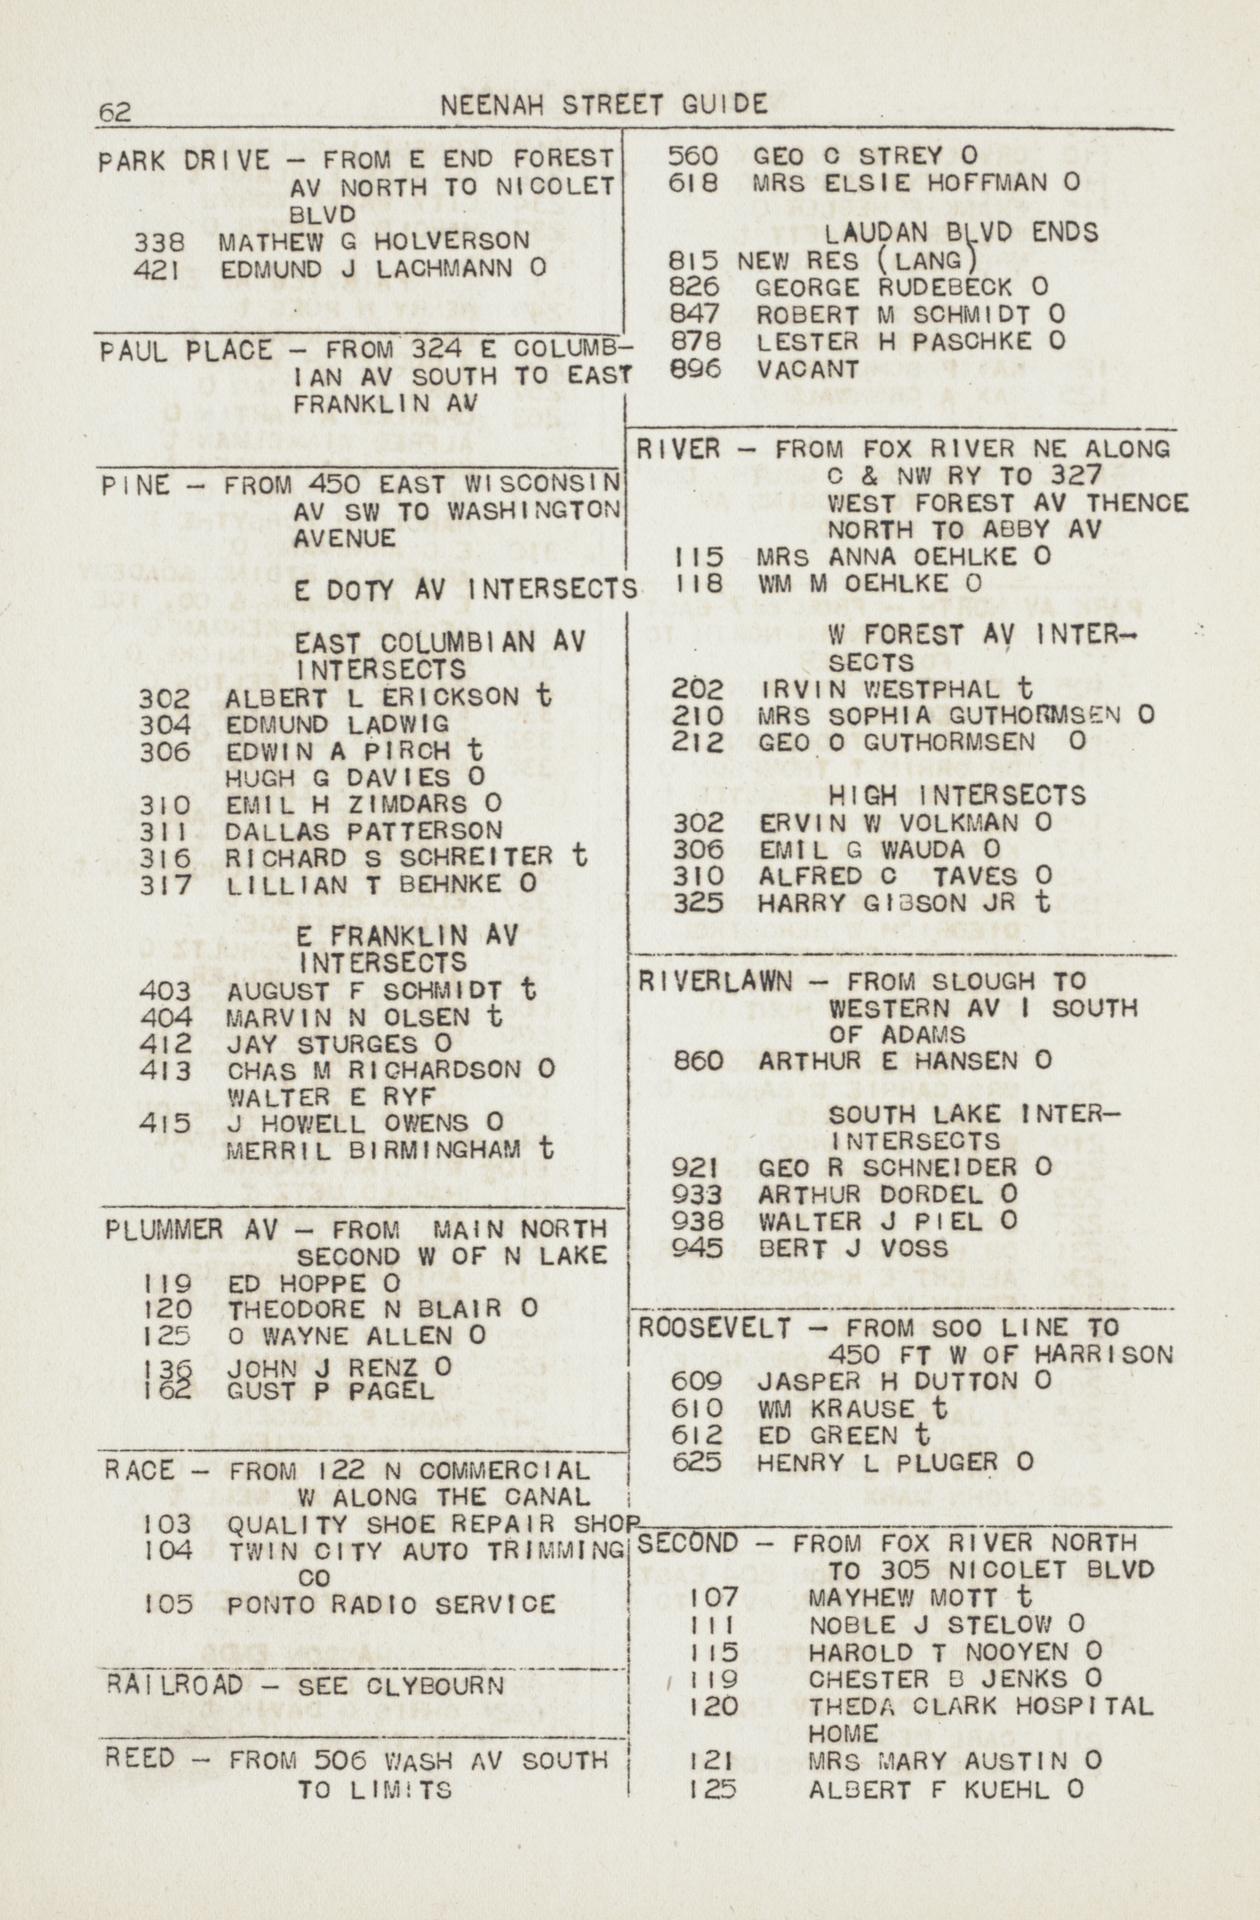 62
NEENAH STREET GUIDE
PARK DRIVE — FROM E END FOREST
AV NORTH TO NICOLET
BLVD
338 MATHEW G HOLVERSON
421 EDMUND J LACHMANN O
PAUL PLACE — FROM 324 E COLUMB—
IAN AV SOUTH TO EAST
FRANKLIN AV
PINE — FROM 450 EAST WISCONSIN
AV SW TO WASHINGTON
AVENUE
E DOTY AV INTERSECTS
EAST COLUMBIAN AV
INTERSECTS
302 ALBERT L ERICKSON t
304 EDMUND LADWIG
306 EDWIN A PIRCH t
HUGH G DAVIES O
310 EMIL H ZIMDARS O
311 DALLAS PATTERSON
316 RICHARD S SCHREITER t
317 LILLIAN T BEHNKE O
E FRANKLIN AV
INTERSECTS
403 AUGUST F SCHMIDT t
404 MARVIN N OLSEN t
412 JAY STURGES O
413 CHAS M RICHARDSON O
WALTER E RYF
415 J HOWELL OWENS O
MERRIL BIRMINGHAM t
PLUMMER AV — FROM MAIN NORTH
SECOND W OF N LAKE
119 ED HOPPE O
120 THEODORE N BLAIR O
125 O WAYNE ALLEN O
136 JOHN J RENZ O
162 GUST P PAGEL
RACE — FROM 122 N COMMERCIAL
W ALONG THE CANAL
103 QUALITY SHOE REPAIR SHOP
104 TWIN CITY AUTO TRIMMING
CO
105 PONTO RADIO SERVICE
RAILROAD — SEE CLYBOURN
REED — FROM 506 WASH AV SOUTH
TO LIMITS
560 GEO C STREY O
618 MRS ELSIE HOFFMAN O
LAUDAN BLVD ENDS
815 NEW RES (LANG)
826 GEORGE RUDEBECK O
847 ROBERT M SCHMIDT O
878 LESTER H PASCHKE O
896 VACANT
RIVER — FROM FOX RIVER NE ALONG
C & NW RY TO 327
WEST FOREST AV THENCE
NORTH TO ABBY AV
115 MRS ANNA OEHLKE O
118 WM M OEHLKE O
W FOREST AV INTER—
SECTS
202 IRVIN WESTPHAL t
210 MRS SOPHIA GUTHORMSEN O
212 GEO O GUTHORMSEN O
HIGH INTERSECTS
302 ERVIN W VOLKMAN O
306 EMIL G WAUDA O
310 ALFRED C TAVES O
325 HARRY GIBSON JR t
RIVERLAWN — FROM SLOUGH TO
WESTERN AV I SOUTH
OF ADAMS
860 ARTHUR E HANSEN O
SOUTH LAKE INTER—
INTERSECTS
921 GEO R SCHNEIDER O
933 ARTHUR DORDEL O
938 WALTER J PIEL O
945 BERT J VOSS
ROOSEVELT — FROM SOO LINE TO
450 FT W OF HARRISON
609 JASPER H DUTTON O
610 WM KRAUSE t
612 ED GREEN t
625 HENRY L PLUGER O
SECOND — FROM FOX RIVER NORTH
TO 305 NICOLET BLVD
107 MAYHEW MOTT t
111 NOBLE J STELOW O
115 HAROLD T NOOYEN O
119 CHESTER B JENKS O
120 THEDA CLARK HOSPITAL
HOME
121 MRS MARY AUSTIN O
125 ALBERT F KUEHL O